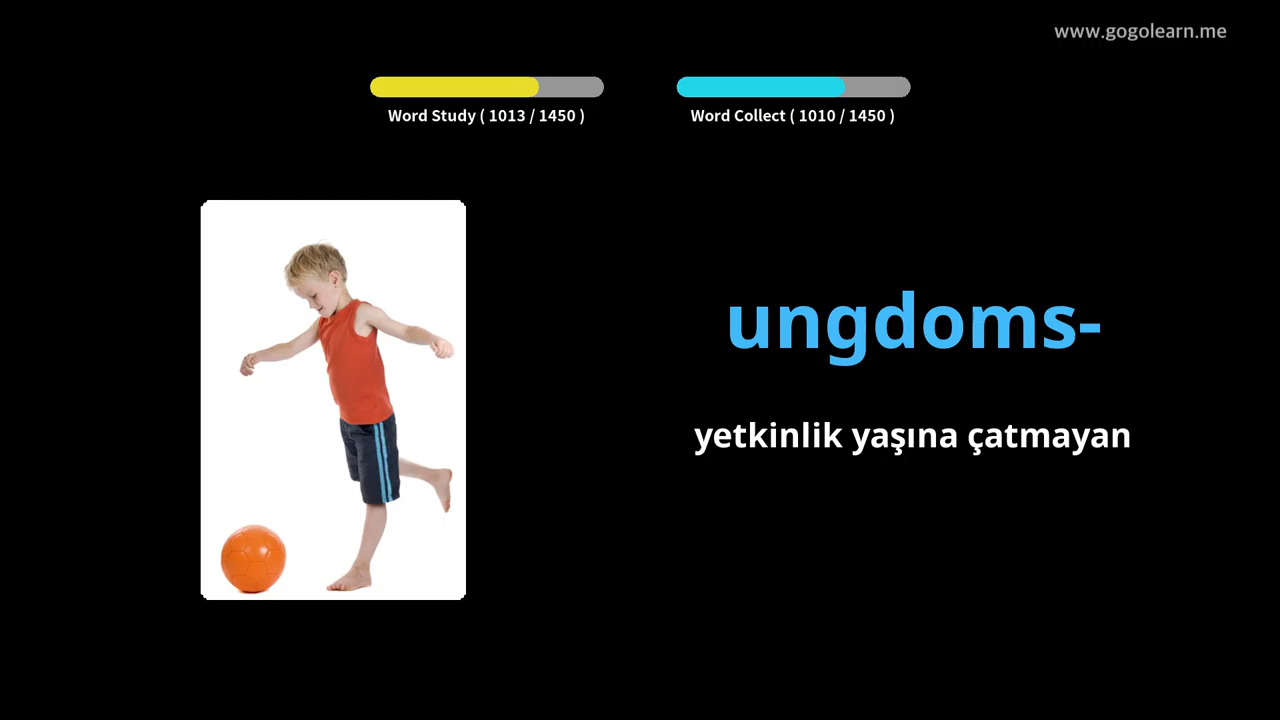 www.gogolearn.me
Word Study ( 1013 / 1450 )
Word Collect ( 1010 / 1450 )
ungdoms-
yetkinlik yaşına çatmayan